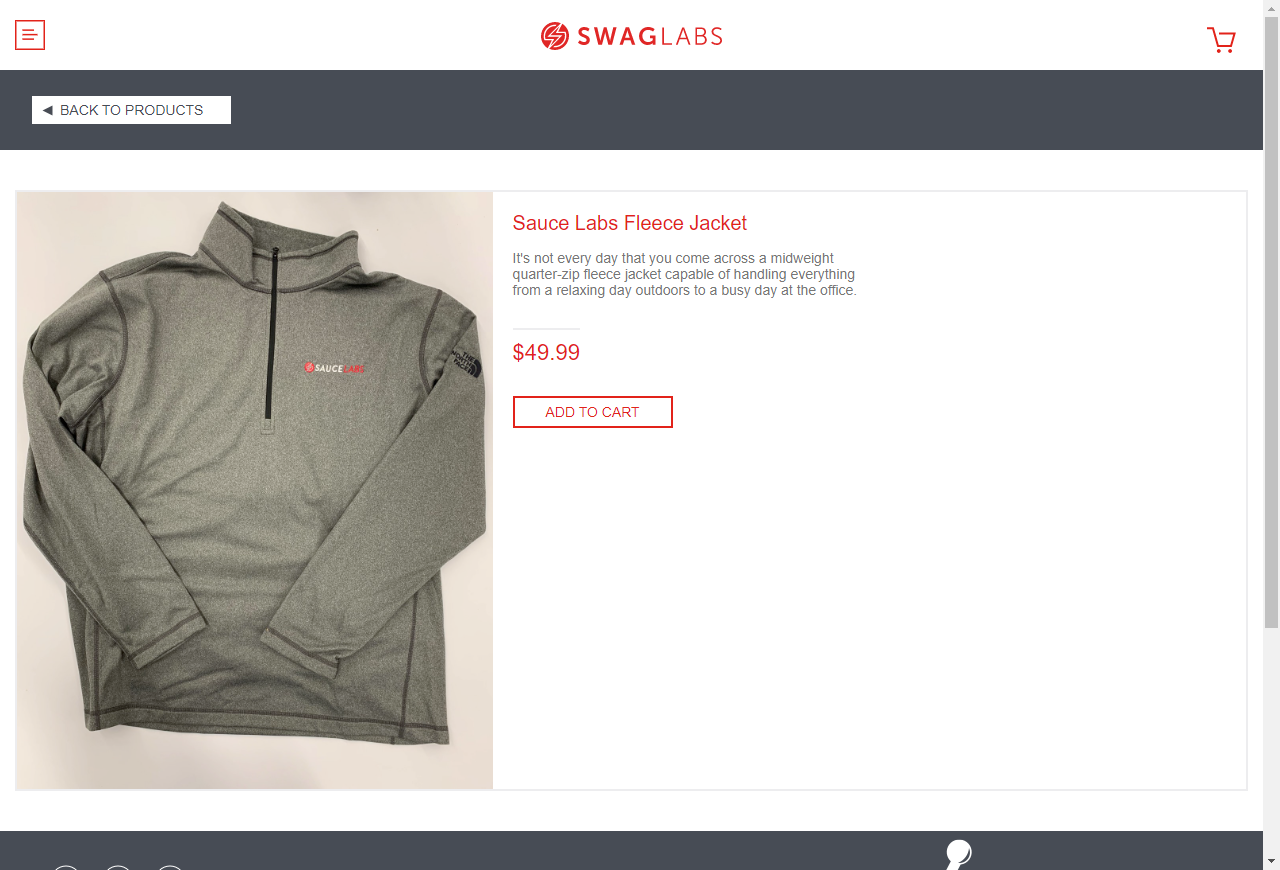 SWAGLABS
◄ BACK TO PRODUCTS
Sauce Labs Fleece Jacket
It's not every day that you come across a midweight
quarter-zip fleece jacket capable of handling everything
from a relaxing day outdoors to a busy day at the office.
$49.99
ADD TO CART
SAUCELABS
THE
NORTH
FACE